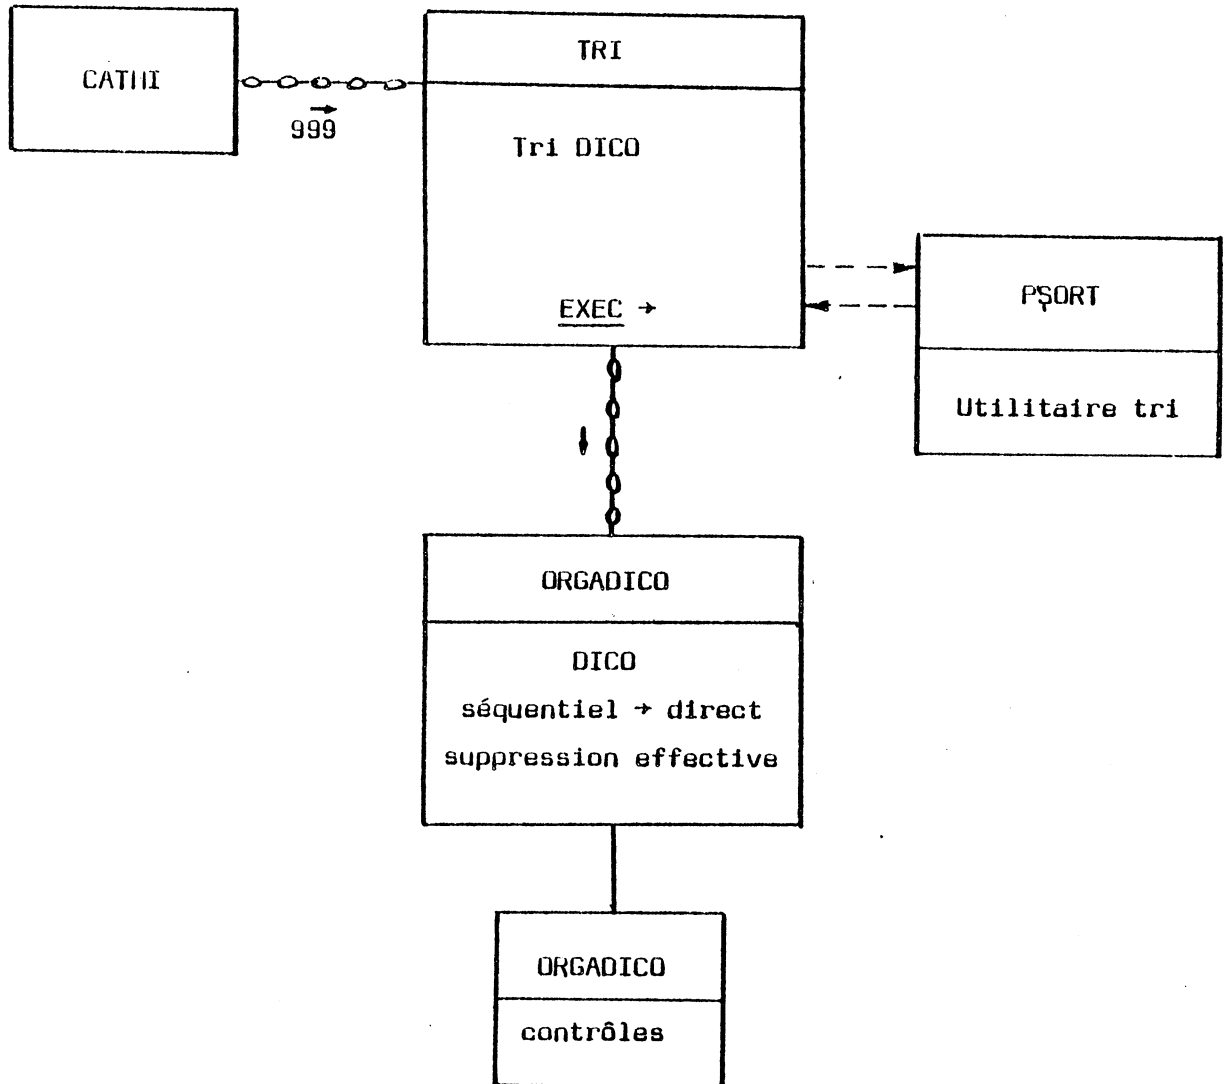 CATHI
999
TRI
Tri DICO
EXEC →
PSORT
Utilitaire tri
ORGADICO
DICO
séquentiel → direct
suppression effective
ORGADICO
contrôles